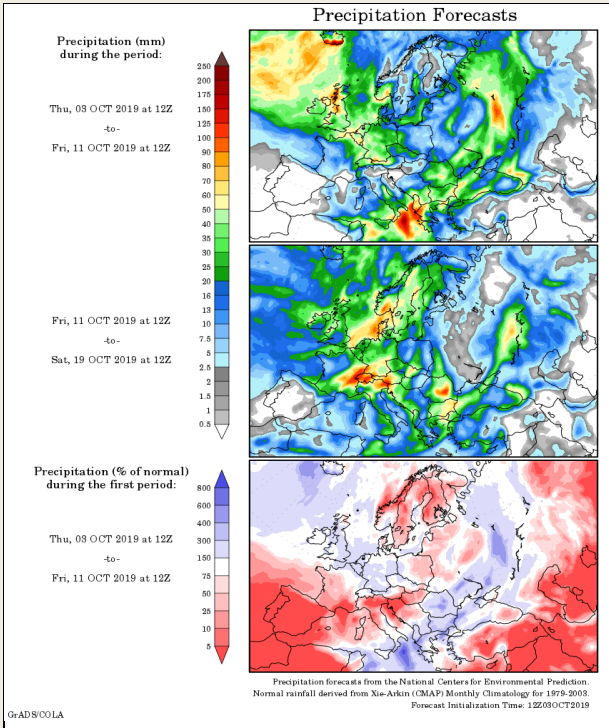 Precipitation Forecasts
Precipitation (mm)
during the period:
Thu, 03 OCT 2019 at 12Z
-to-
Fri, 11 OCT 2019 at 12Z
250
200
175
150
125
100
90
80
70
60
50
40
35
30
25
20
16
13
10
7.5
5
2.5
2
1.5
1
0.5
Fri, 11 OCT 2019 at 12Z
-to-
Sat, 19 OCT 2019 at 12Z
Precipitation (% of normal)
during the first period:
Thu, 03 OCT 2019 at 12Z
-to-
Fri, 11 OCT 2019 at 12Z
800
600
400
300
150
75
50
25
10
5
Precipitation forecasts from the National Centers for Environmental Prediction.
Normal rainfall derived from Xie-Arkin (CMAP) Monthly Climatology for 1979-2003.
Forecast Initialization Time: 12Z03OCT2019
GrADS/COLA